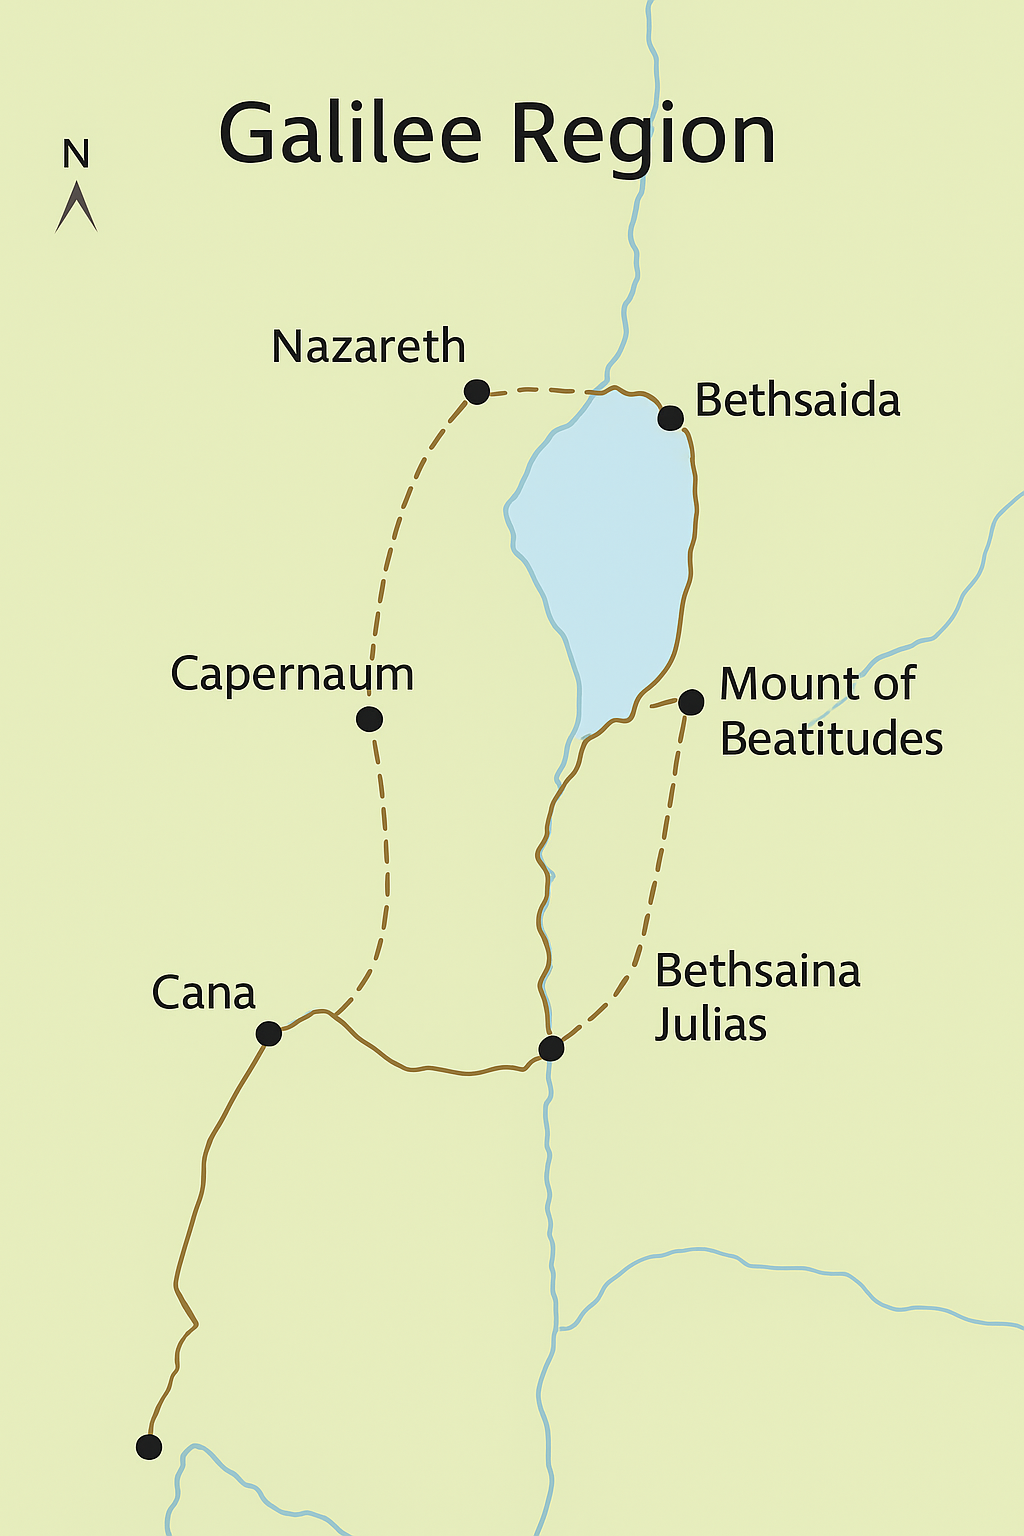 Galilee Region
N
Nazareth
Bethsaida
Capernaum
Mount of
Beatitudes
Cana
Bethsaina
Julias